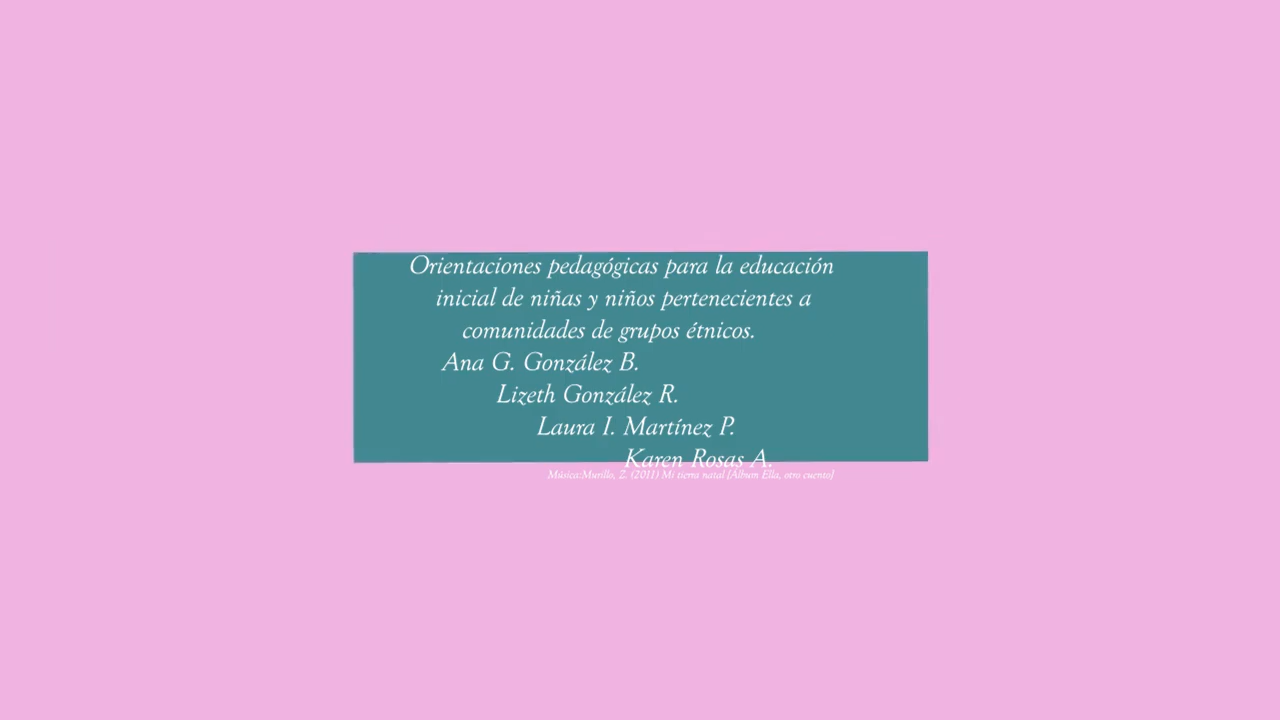 Orientaciones pedagógicas para la educación
inicial de niñas y niños pertenecientes a
comunidades de grupos étnicos.
Ana G. González B.
Lizeth González R.
Laura I. Martínez P.
Karen Rosas A.
Música:Murillo, Z. (2011) Mi tierra natal [Álbum Ella, otro cuento]